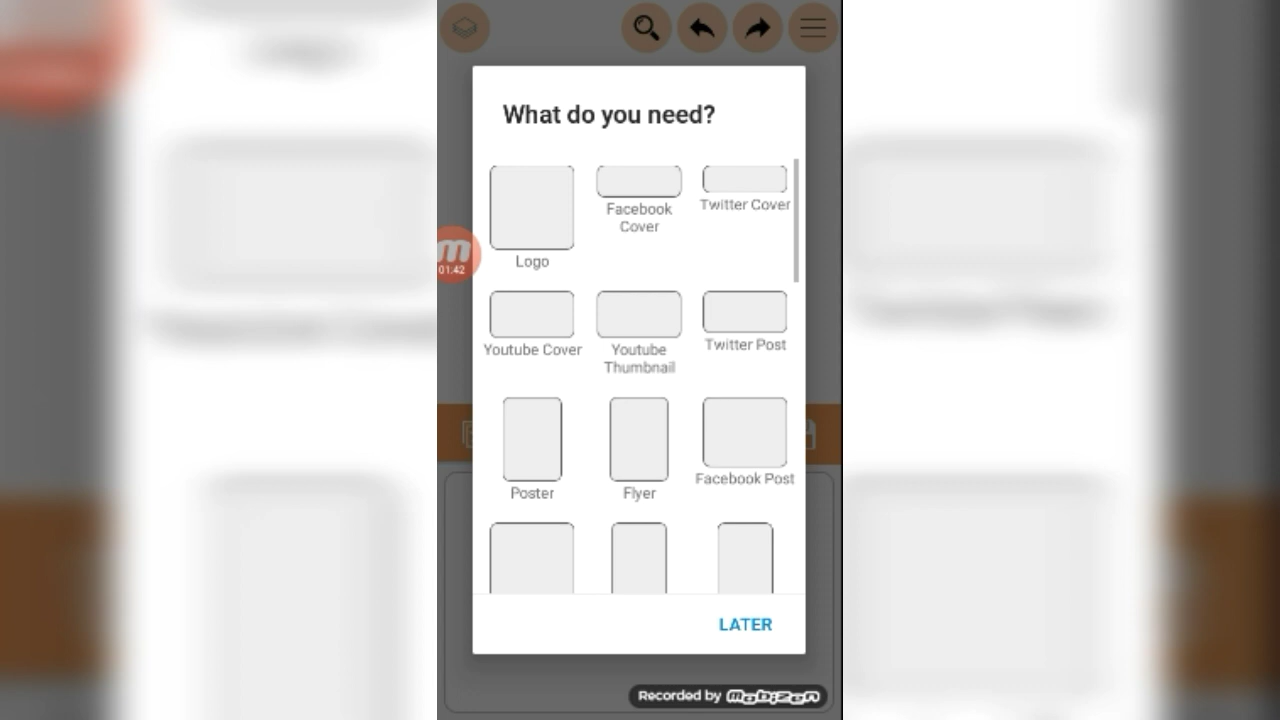 What do you need?
Logo
Facebook
Cover
Twitter Cover
01:42
Youtube Cover
Youtube
Thumbnail
Twitter Post
Poster
Flyer
Facebook Post
LATER
Recorded by mobizen